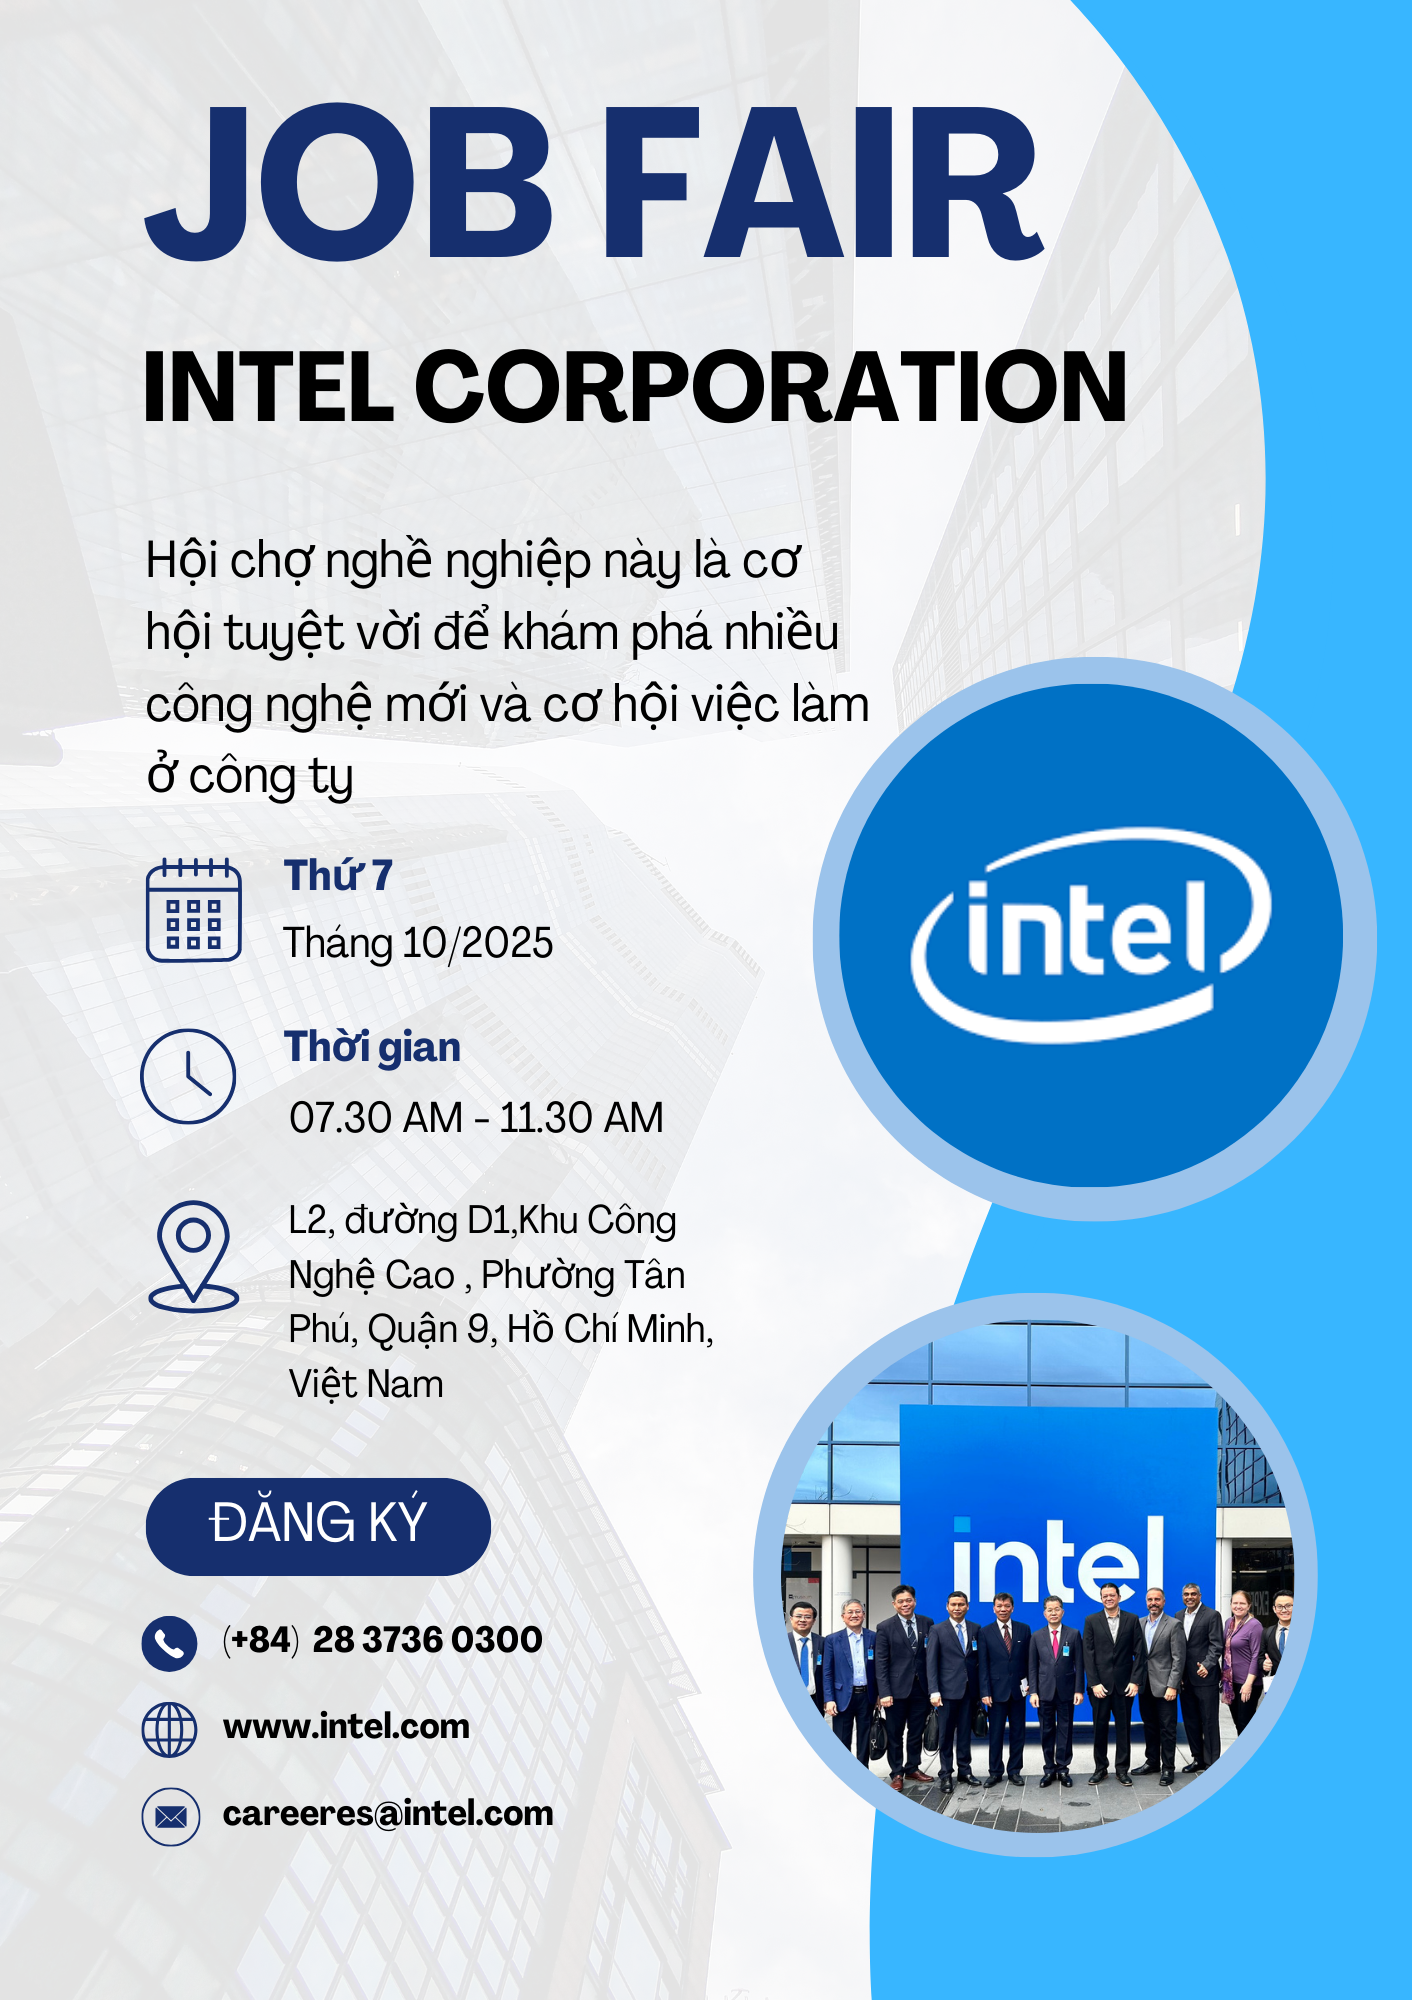 JOB FAIR
INTEL CORPORATION
Hội chợ nghề nghiệp này là cơ
hội tuyệt vời để khám phá nhiều
công nghệ mới và cơ hội việc làm
ở công ty
Thứ 7
Tháng 10/2025
Thời gian
07.30 AM - 11.30 AM
L2, đường D1,Khu Công
Nghệ Cao , Phường Tân
Phú, Quận 9, Hồ Chí Minh,
Việt Nam
intel
intel
ĐĂNG KÝ
(+84) 28 3736 0300
www.intel.com
careeres@intel.com